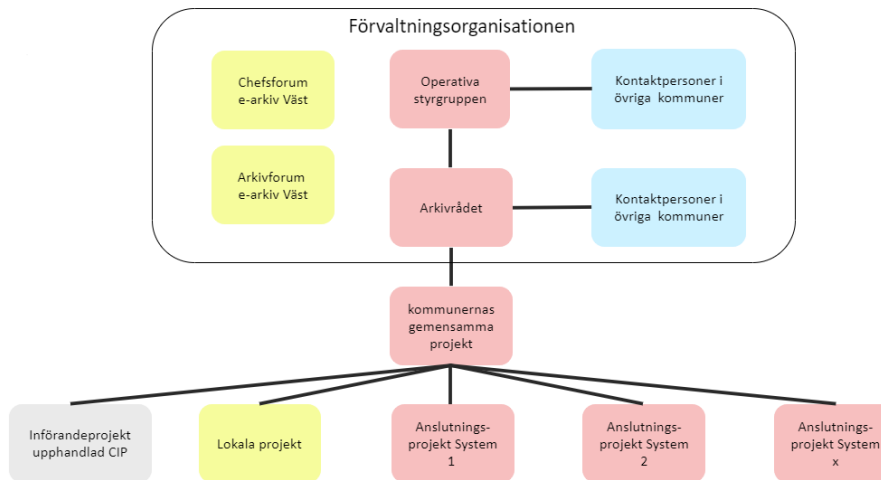 Förvaltningsorganisationen
Chefsforum
e-arkiv Väst
Operativa
styrgruppen
Kontaktpersoner i
övriga kommuner
Arkivforum
e-arkiv Väst
Arkivrådet
Kontaktpersoner i
övriga kommuner
kommunernas
gemensamma
projekt
Införandeprojekt
upphandlad CIP
Lokala projekt
Anslutnings-
projekt System
1
Anslutnings-
projekt System
2
Anslutnings-
projekt System
x